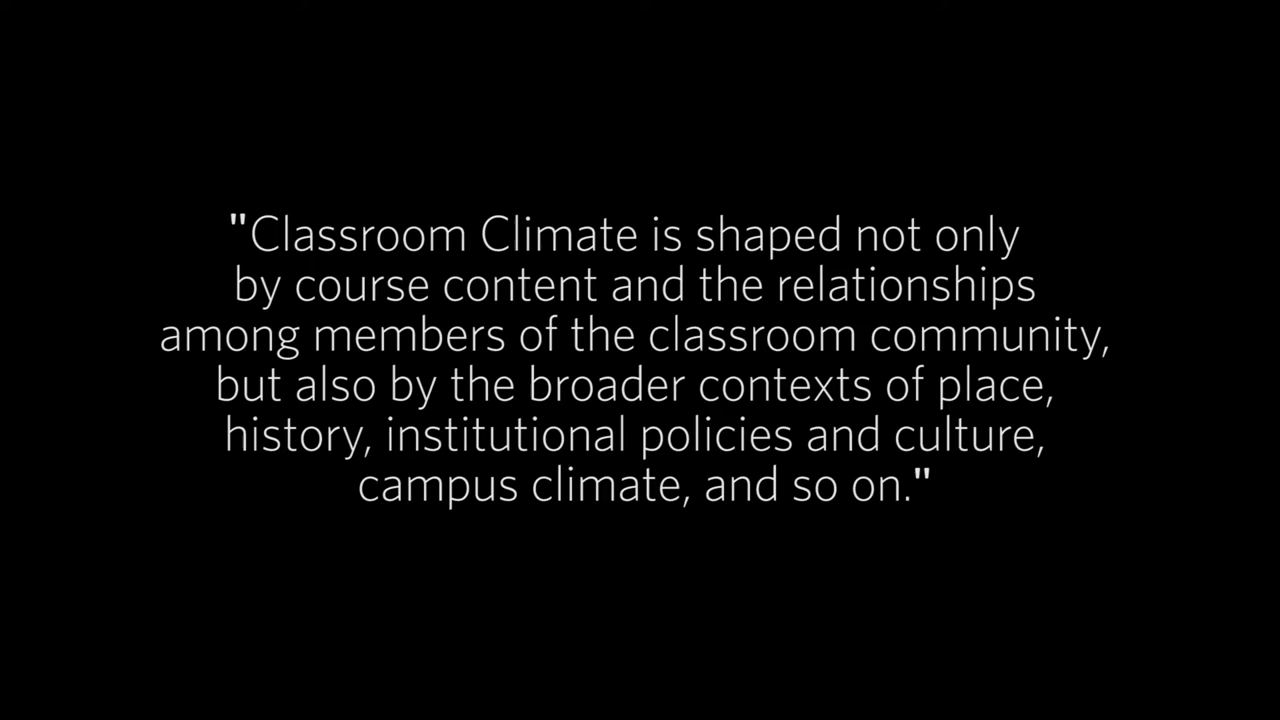 "Classroom Climate is shaped not only
by course content and the relationships
among members of the classroom community,
but also by the broader contexts of place,
history, institutional policies and culture,
campus climate, and so on."